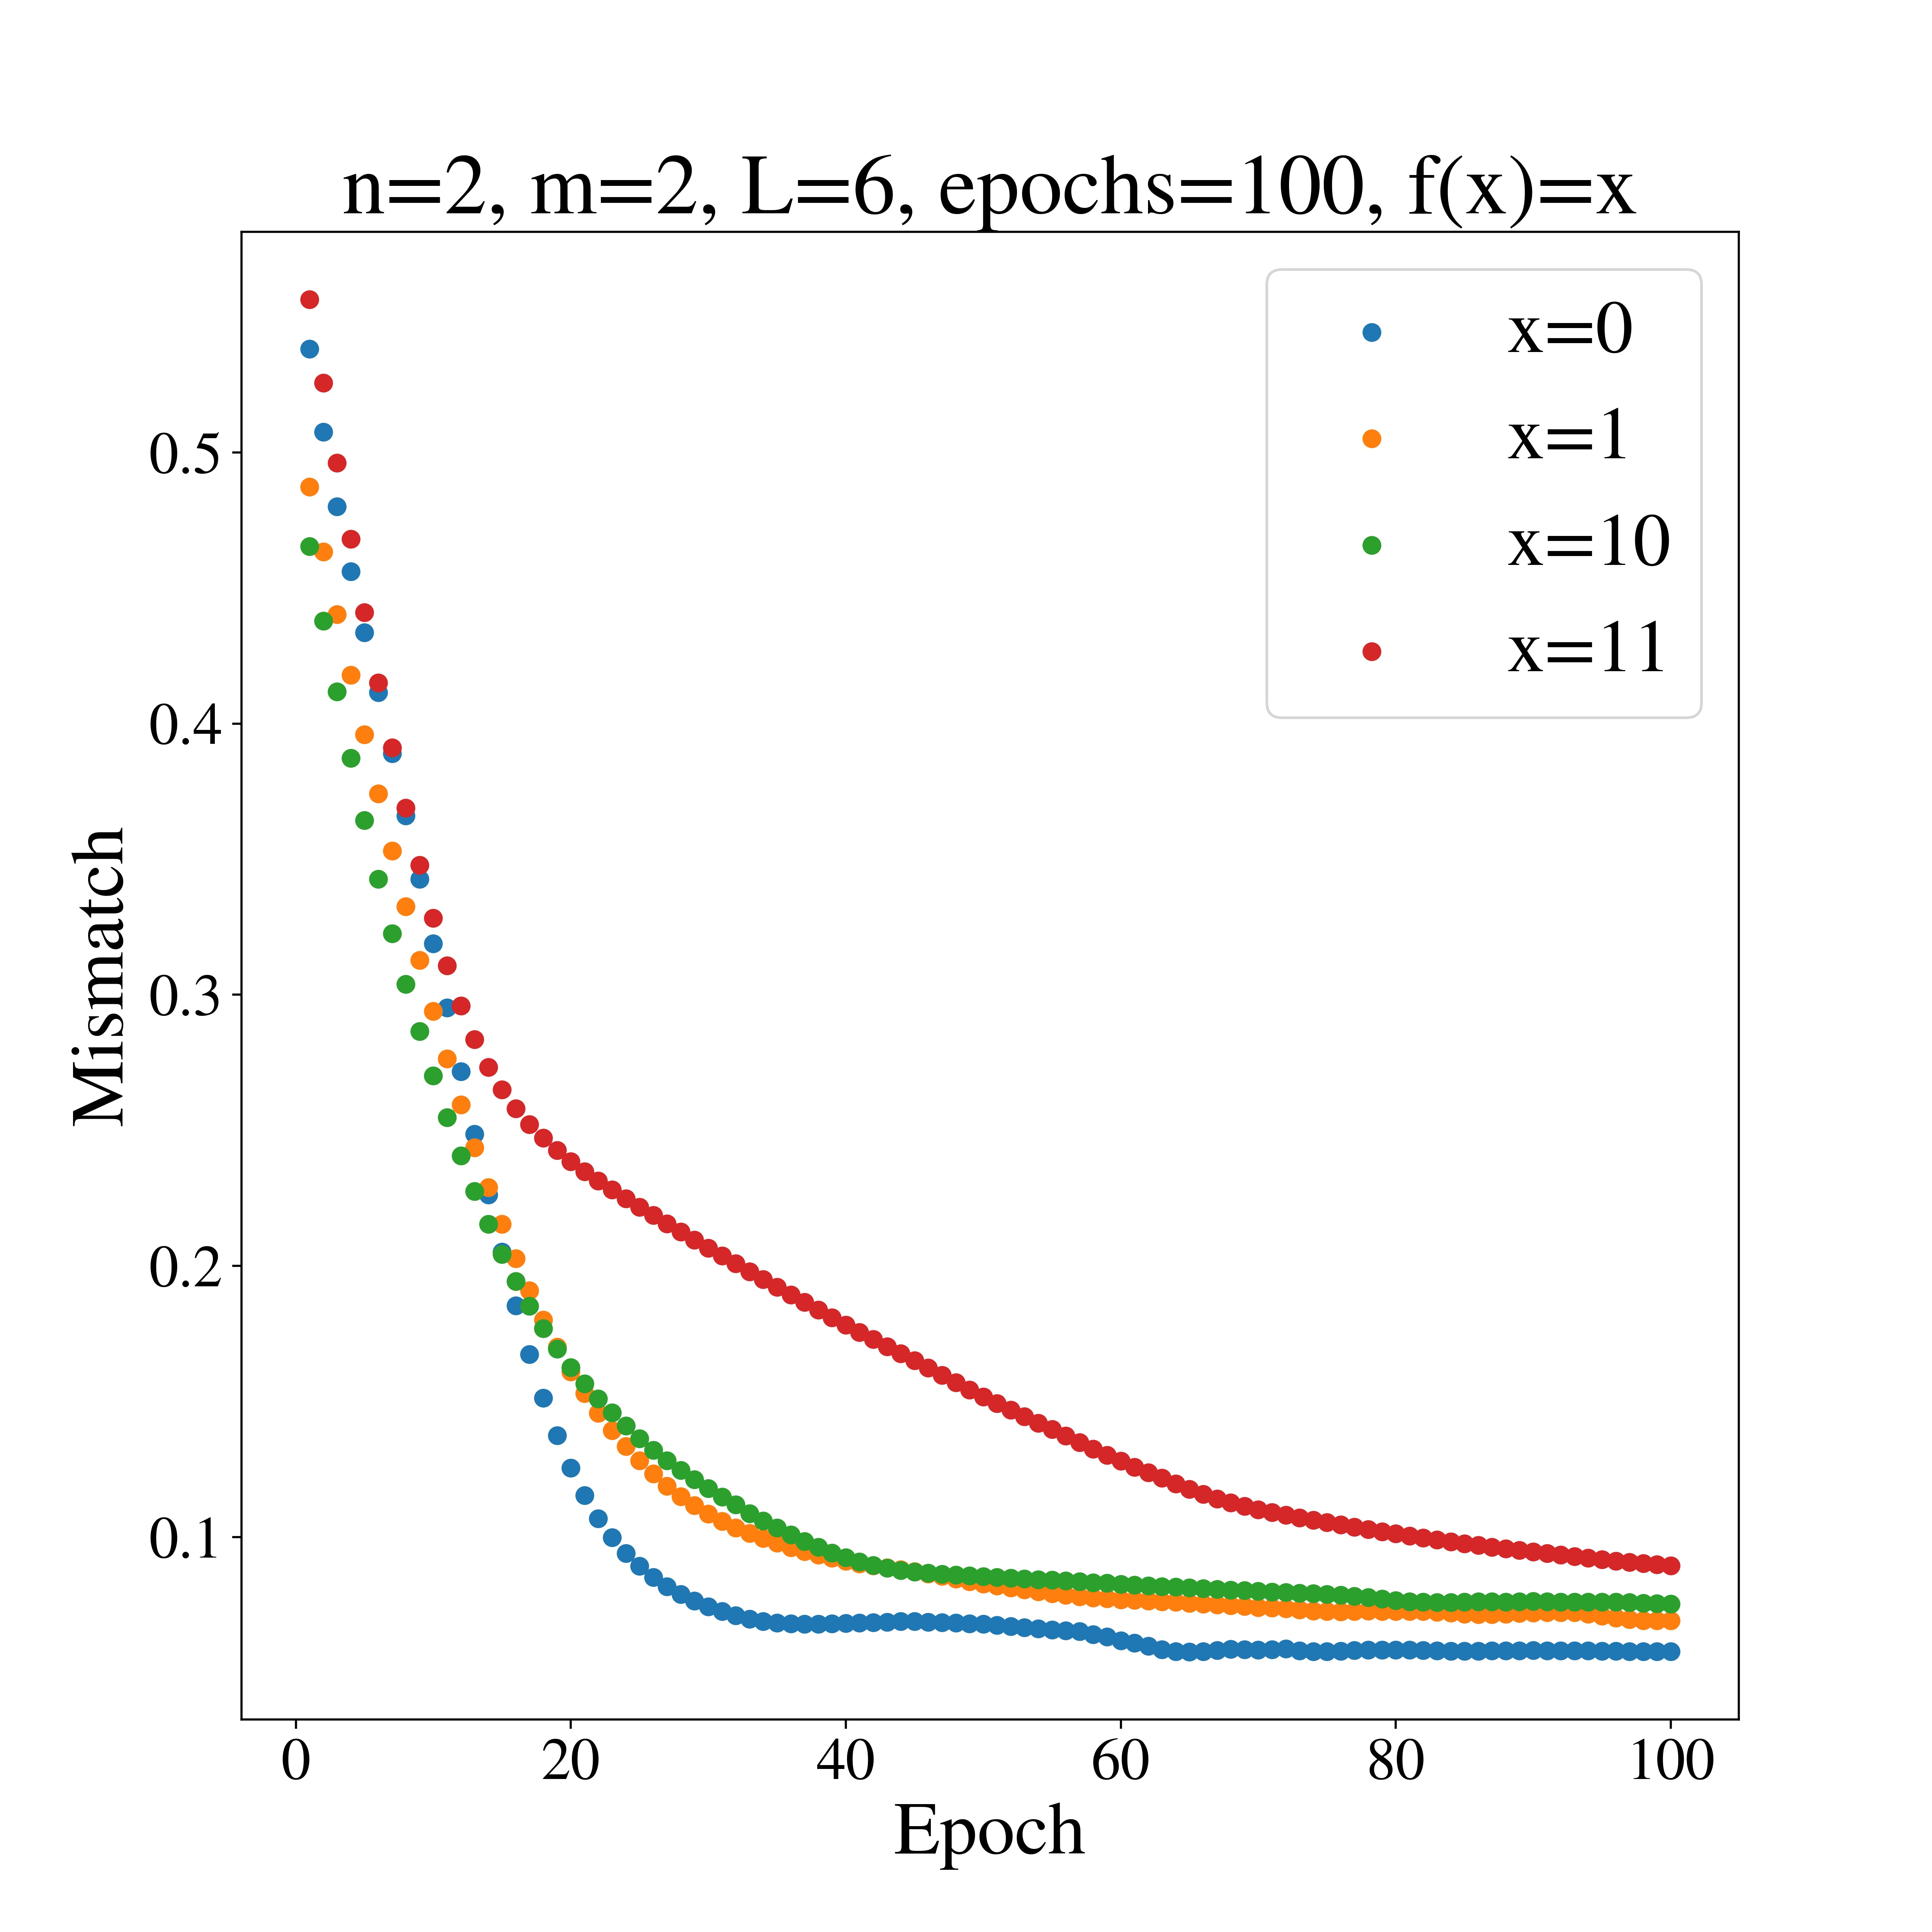 n=2, m=2, L=6. epochs=100, f(x)=x
x=0
x=1
x=10
x=11
Mismatch
0.5
0.4
0.3
0.2
0.1
0 20 40 60 80 100
Epoch